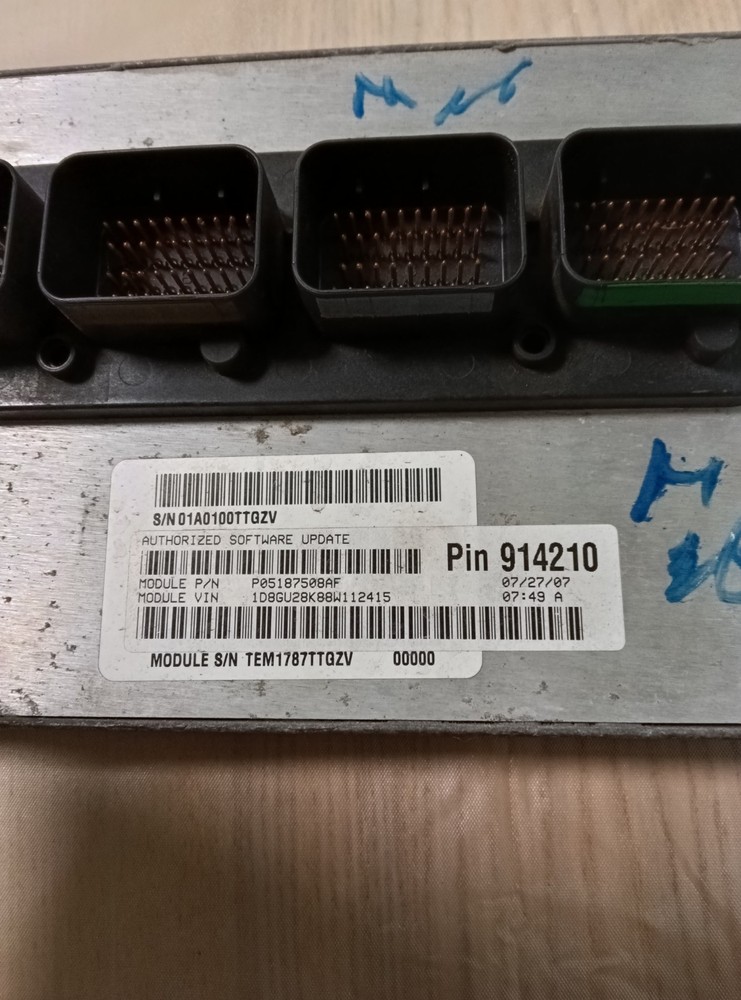 S/N 01A0100TTGZV
AUTHORIZED SOFTWARE UPDATE
Pin 914210
MODULE P/N P05187508AF 07/27/07
MODULE VIN 1D8GU28K88W112415 07:49 A
MODULE S/N TEM1787TTGZV 00000